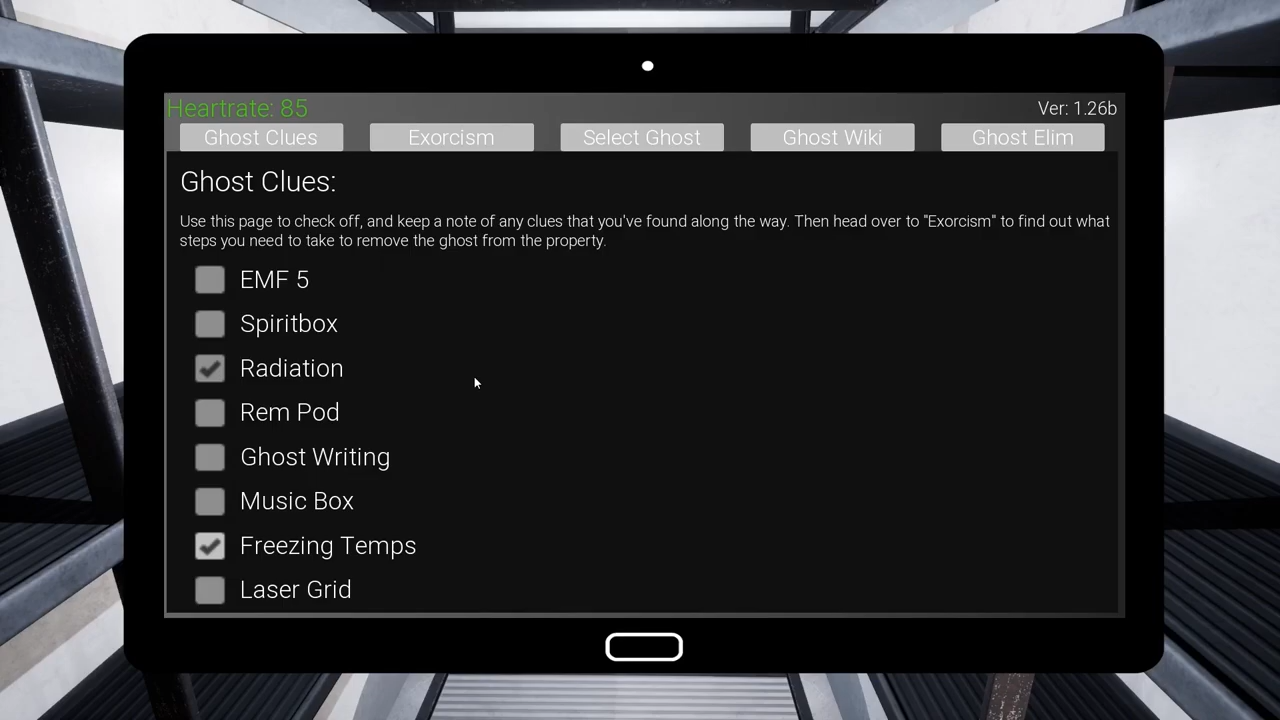 Heartrate: 85
Ver: 1.26b
Ghost Clues
Exorcism
Select Ghost
Ghost Wiki
Ghost Elim
Ghost Clues:
Use this page to check off, and keep a note of any clues that you've found along the way. Then head over to "Exorcism" to find out what
steps you need to take to remove the ghost from the property.
EMF 5
Spiritbox
Radiation
Rem Pod
Ghost Writing
Music Box
Freezing Temps
Laser Grid